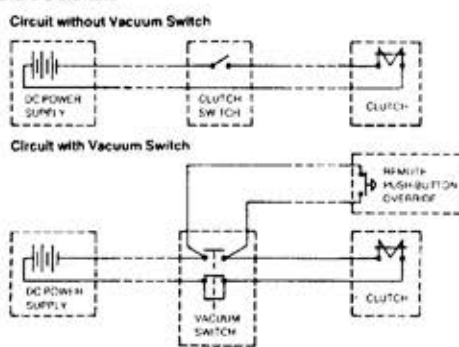 Circuit without Vacuum Switch
DC POWER
SUPPLY
CLUTCH
SWITCH
CLUTCH
Circuit with Vacuum Switch
REMOTE
PUSH-BUTTON
OVERRIDE
DC POWER
SUPPLY
VACUUM
SWITCH
CLUTCH